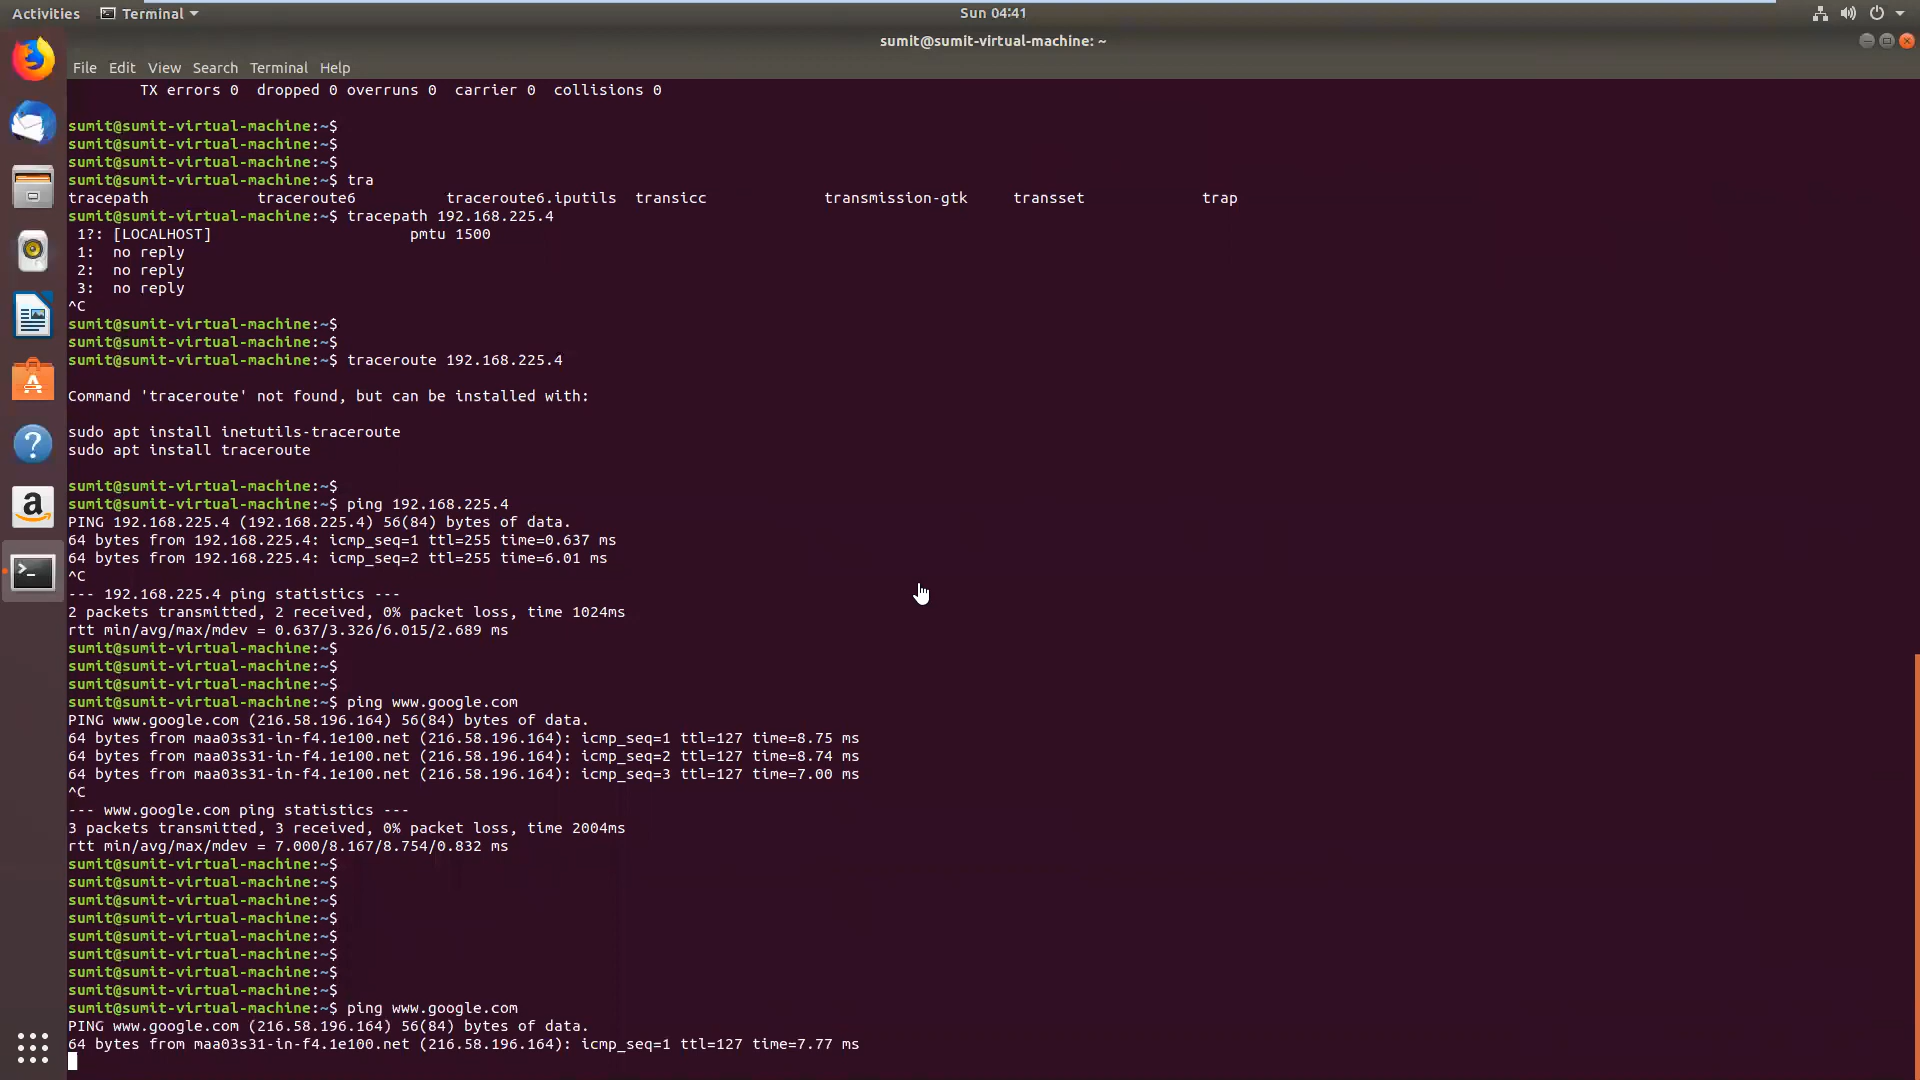 Activities Terminal Sun 04:41
sumit@sumit-virtual-machine: ~
File Edit View Search Terminal Help
TX errors 0  dropped 0 overruns 0  carrier 0  collisions 0
sumit@sumit-virtual-machine:~$
sumit@sumit-virtual-machine:~$
sumit@sumit-virtual-machine:~$
sumit@sumit-virtual-machine:~$ tra
tracepath traceroute6 traceroute6.iputils transicc transmission-gtk transset trap
sumit@sumit-virtual-machine:~$ tracepath 192.168.225.4
1?: [LOCALHOST] pmtu 1500
1:  no reply
2:  no reply
3:  no reply
^C
sumit@sumit-virtual-machine:~$
sumit@sumit-virtual-machine:~$
sumit@sumit-virtual-machine:~$ traceroute 192.168.225.4
Command 'traceroute' not found, but can be installed with:
sudo apt install inetutils-traceroute
sudo apt install traceroute
sumit@sumit-virtual-machine:~$
sumit@sumit-virtual-machine:~$ ping 192.168.225.4
PING 192.168.225.4 (192.168.225.4) 56(84) bytes of data.
64 bytes from 192.168.225.4: icmp_seq=1 ttl=255 time=0.637 ms
64 bytes from 192.168.225.4: icmp_seq=2 ttl=255 time=6.01 ms
^C
--- 192.168.225.4 ping statistics ---
2 packets transmitted, 2 received, 0% packet loss, time 1024ms
rtt min/avg/max/mdev = 0.637/3.326/6.015/2.689 ms
sumit@sumit-virtual-machine:~$
sumit@sumit-virtual-machine:~$
sumit@sumit-virtual-machine:~$
sumit@sumit-virtual-machine:~$ ping www.google.com
PING www.google.com (216.58.196.164) 56(84) bytes of data.
64 bytes from maa03s31-in-f4.1e100.net (216.58.196.164): icmp_seq=1 ttl=127 time=8.75 ms
64 bytes from maa03s31-in-f4.1e100.net (216.58.196.164): icmp_seq=2 ttl=127 time=8.74 ms
64 bytes from maa03s31-in-f4.1e100.net (216.58.196.164): icmp_seq=3 ttl=127 time=7.00 ms
^C
--- www.google.com ping statistics ---
3 packets transmitted, 3 received, 0% packet loss, time 2004ms
rtt min/avg/max/mdev = 7.000/8.167/8.754/0.832 ms
sumit@sumit-virtual-machine:~$
sumit@sumit-virtual-machine:~$
sumit@sumit-virtual-machine:~$
sumit@sumit-virtual-machine:~$
sumit@sumit-virtual-machine:~$
sumit@sumit-virtual-machine:~$
sumit@sumit-virtual-machine:~$
sumit@sumit-virtual-machine:~$
sumit@sumit-virtual-machine:~$ ping www.google.com
PING www.google.com (216.58.196.164) 56(84) bytes of data.
64 bytes from maa03s31-in-f4.1e100.net (216.58.196.164): icmp_seq=1 ttl=127 time=7.77 ms